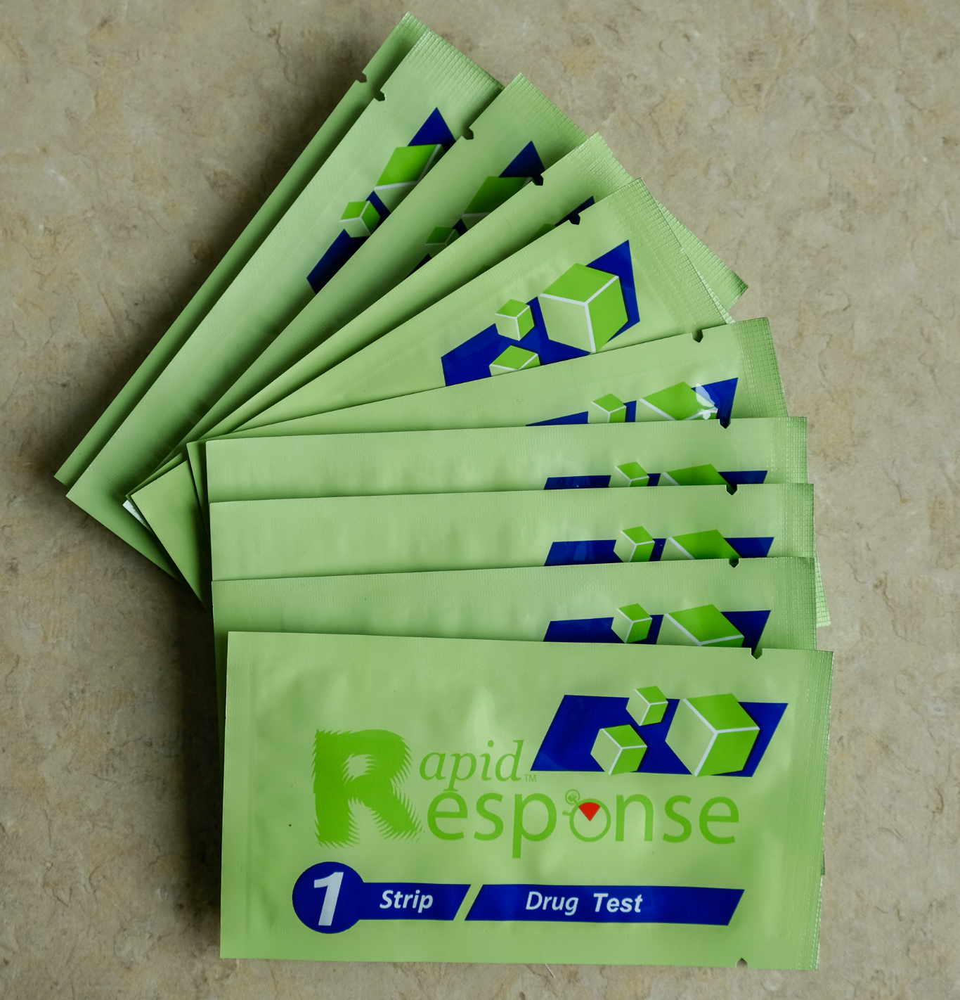 Rapid™
Response
1 Strip Drug Test